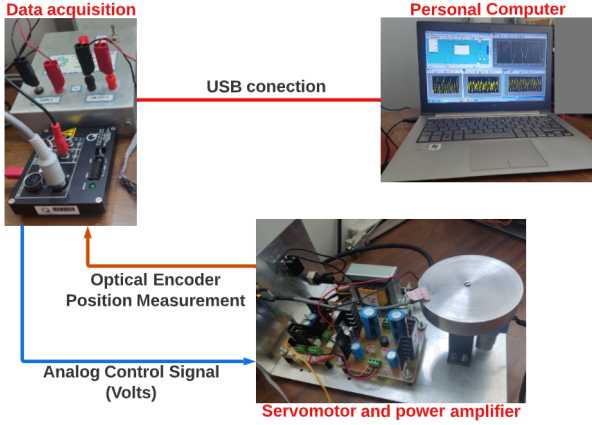 Data acquisition
Personal Computer
USB conection
Optical Encoder
Position Measurement
Analog Control Signal
(Volts)
Servomotor and power amplifier